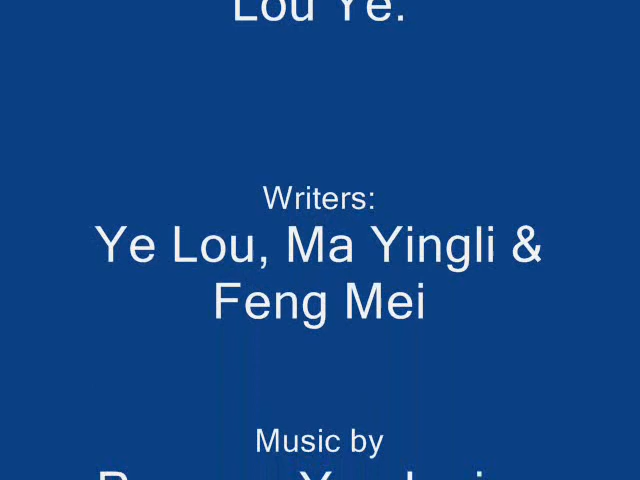 Lou Ye.
Writers:
Ye Lou, Ma Yingli &
Feng Mei
Music by